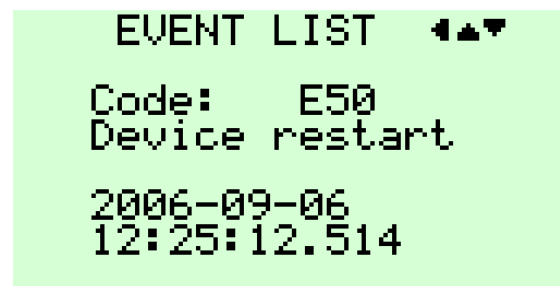 EVENT LIST ◀▲▼
Code: E50
Device restart
2006-09-06
12:25:12.514